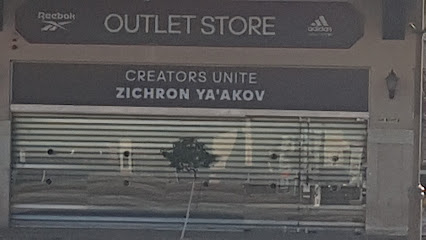 Reebok OUTLET STORE adidas
CREATORS UNITE
ZICHRON YA'AKOV